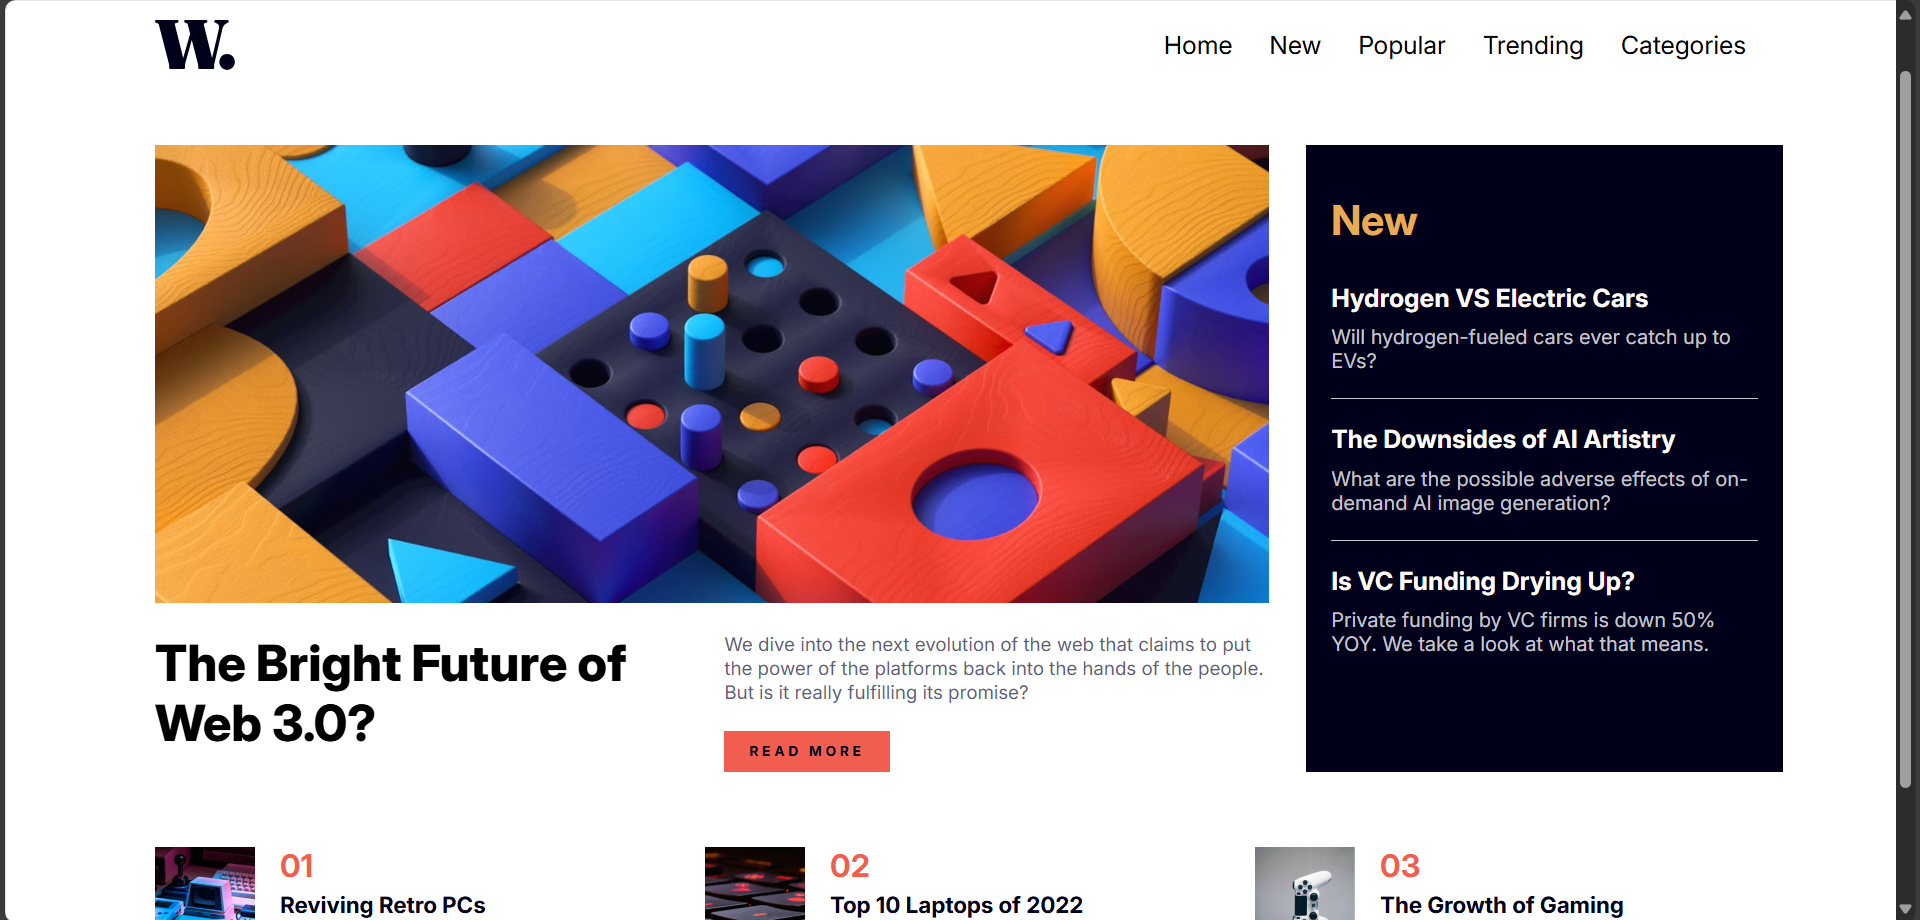 W.
Home New Popular Trending Categories
New
Hydrogen VS Electric Cars
Will hydrogen-fueled cars ever catch up to
EVs?
The Downsides of AI Artistry
What are the possible adverse effects of on-
demand AI image generation?
Is VC Funding Drying Up?
Private funding by VC firms is down 50%
YOY. We take a look at what that means.
The Bright Future of
Web 3.0?
We dive into the next evolution of the web that claims to put
the power of the platforms back into the hands of the people.
But is it really fulfilling its promise?
READ MORE
01
Reviving Retro PCs
02
Top 10 Laptops of 2022
03
The Growth of Gaming